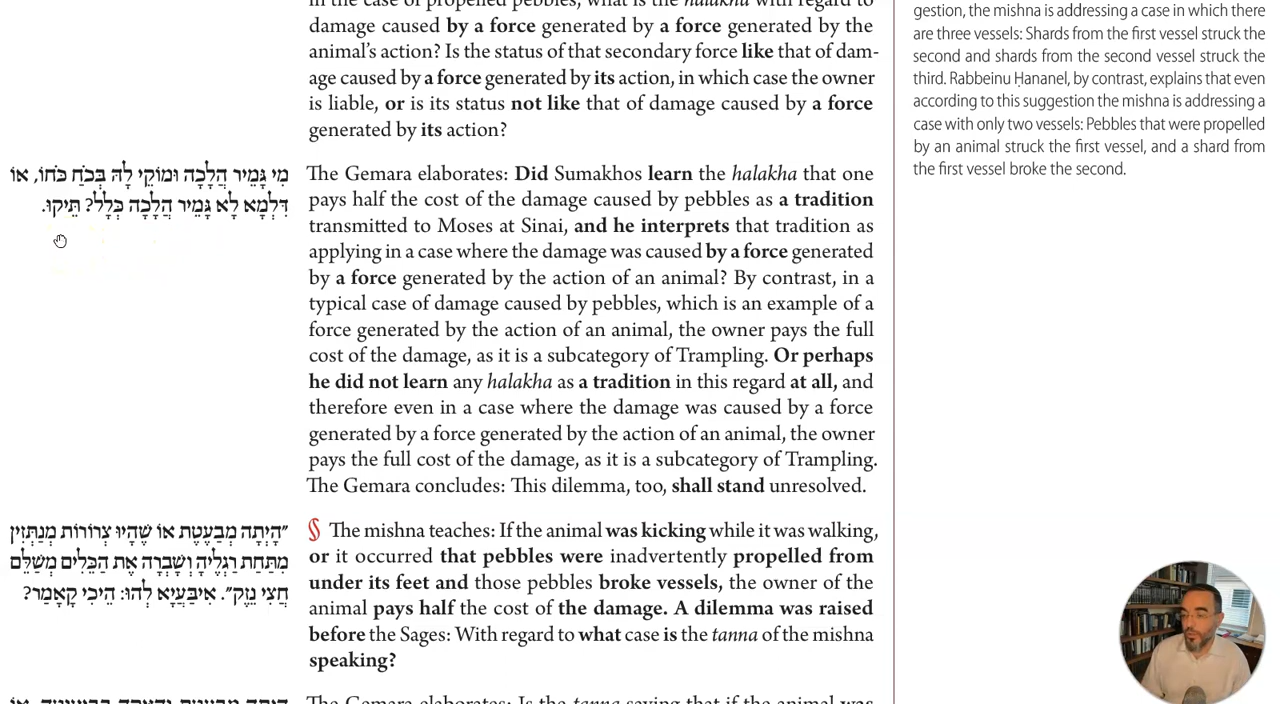 in the case of propelled pebbles, what is the halakha with regard to
damage caused by a force generated by a force generated by the
animal's action? Is the status of that secondary force like that of dam-
age caused by a force generated by its action, in which case the owner
is liable, or is its status not like that of damage caused by a force
generated by its action?
מִי גָּמֵיר הֲלָכָה וּמוֹקֵי לַהּ בְּכֹחַ כֹּחוֹ, אוֹ
דִּלְמָא לָא גָּמֵיר הֲלָכָה כְּלָל? תֵּיקוּ.
The Gemara elaborates: Did Sumakhos learn the halakha that one
pays half the cost of the damage caused by pebbles as a tradition
transmitted to Moses at Sinai, and he interprets that tradition as
applying in a case where the damage was caused by a force generated
by a force generated by the action of an animal? By contrast, in a
typical case of damage caused by pebbles, which is an example of a
force generated by the action of an animal, the owner pays the full
cost of the damage, as it is a subcategory of Trampling. Or perhaps
he did not learn any halakha as a tradition in this regard at all, and
therefore even in a case where the damage was caused by a force
generated by a force generated by the action of an animal, the owner
pays the full cost of the damage, as it is a subcategory of Trampling.
The Gemara concludes: This dilemma, too, shall stand unresolved.
״הָיְתָה מְבַעֶטֶת אוֹ שֶׁהָיוּ צְרוֹרוֹת מְנַתְּזִין
מִתַּחַת רַגְלֶיהָ וְשָׁבְרָה אֶת הַכֵּלִים מְשַׁלֵּם
חֲצִי נֵזֶק״. אִיבַּעְיָא לְהוּ: הֵיכִי קָאָמַר?
§ The mishna teaches: If the animal was kicking while it was walking,
or it occurred that pebbles were inadvertently propelled from
under its feet and those pebbles broke vessels, the owner of the
animal pays half the cost of the damage. A dilemma was raised
before the Sages: With regard to what case is the tanna of the mishna
speaking?
The Gemara elaborates: Is the tanna saying that if the animal was
gestion, the mishna is addressing a case in which there
are three vessels: Shards from the first vessel struck the
second and shards from the second vessel struck the
third. Rabbeinu Ḥananel, by contrast, explains that even
according to this suggestion the mishna is addressing a
case with only two vessels: Pebbles that were propelled
by an animal struck the first vessel, and a shard from
the first vessel broke the second.